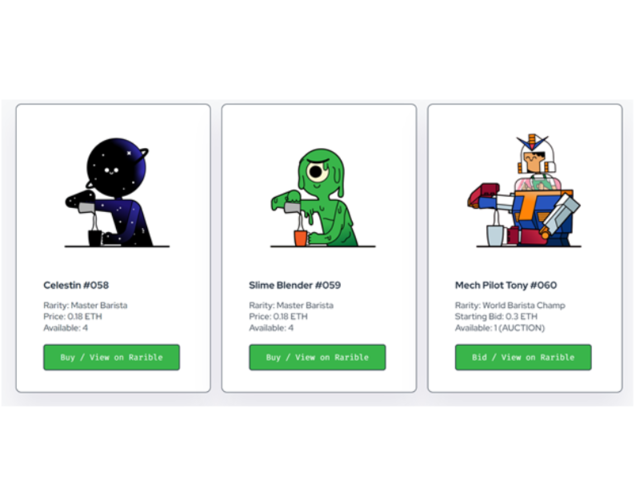 Celestin #058
Rarity: Master Barista
Price: 0.18 ETH
Available: 4
Buy / View on Rarible
Slime Blender #059
Rarity: Master Barista
Price: 0.18 ETH
Available: 4
Buy / View on Rarible
Mech Pilot Tony #060
Rarity: World Barista Champ
Starting Bid: 0.3 ETH
Available: 1 (AUCTION)
Bid / View on Rarible